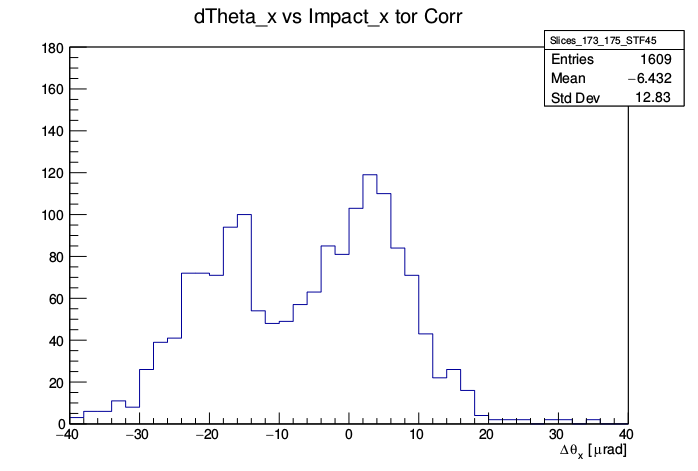 dTheta_x vs Impact_x tor Corr
Slices_173_175_STF45
Entries 1609
Mean −6.432
Std Dev 12.83
180
160
140
120
100
80
60
40
20
0
−40 −30 −20 −10 0 10 20 30 40
Δθx [μrad]